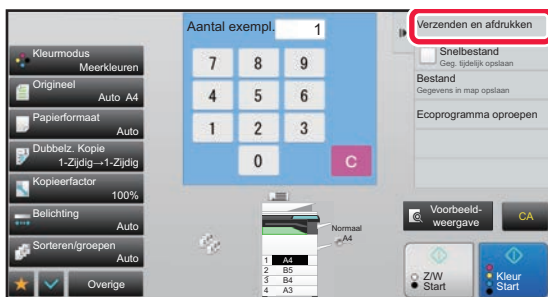 Kleurmodus
Meerkleuren
Origineel
Auto A4
Papierformaat
Auto
Dubbelz. Kopie
1-Zijdig→1-Zijdig
Kopieerfactor
100%
Belichting
Auto
Sorteren/groepen
Auto
Overige
Aantal exempl. 1
7 8 9
4 5 6
1 2 3
0 C
Normaal
A4
1 A4
2 B5
3 B4
4 A3
Verzenden en afdrukken
Snelbestand
Geg. tijdelijk opslaan
Bestand
Gegevens in map opslaan
Ecoprogramma oproepen
Voorbeeld-
weergave
CA
Z/W
Start
Kleur
Start